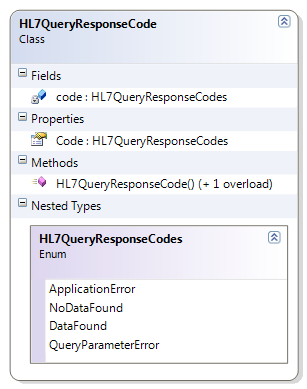 HL7QueryResponseCode
Class
Fields
code : HL7QueryResponseCodes
Properties
Code : HL7QueryResponseCodes
Methods
HL7QueryResponseCode() (+ 1 overload)
Nested Types
HL7QueryResponseCodes
Enum
ApplicationError
NoDataFound
DataFound
QueryParameterError